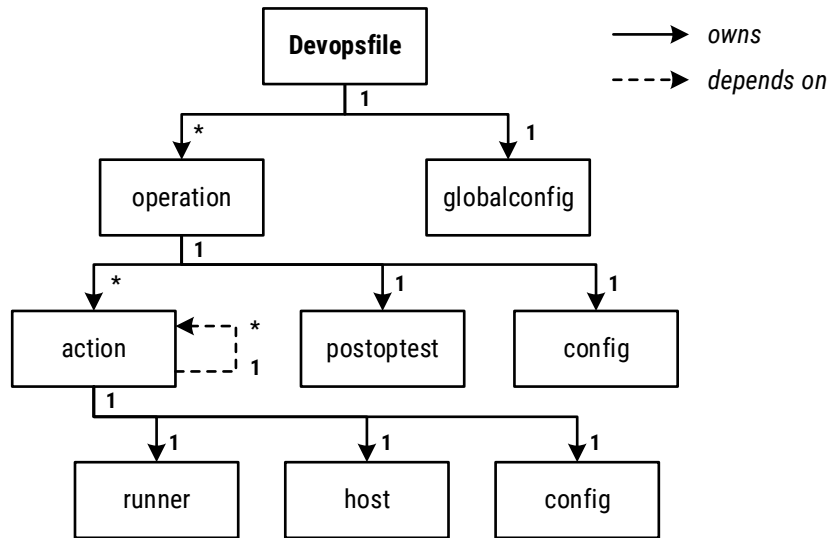 Devopsfile
owns
depends on
1
*
1
operation
globalconfig
1
*
1
1
action
*
1
postoptest
config
1
1
1
1
runner
host
config